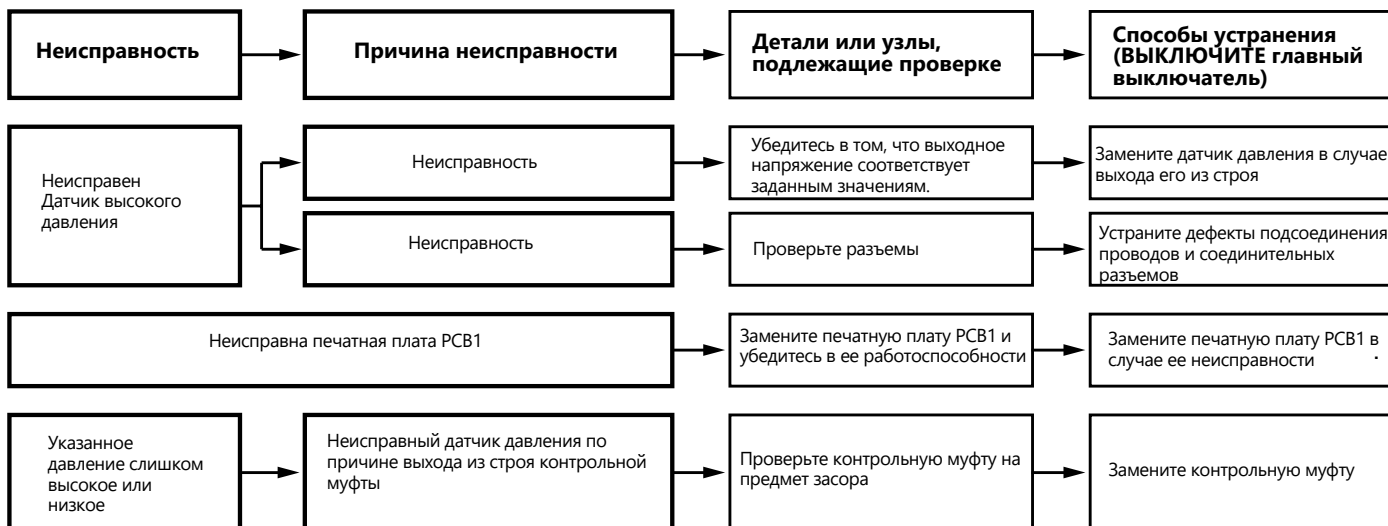 Неисправность
Причина неисправности
Детали или узлы,
подлежащие проверке
Способы устранения
(ВЫКЛЮЧИТЕ главный
выключатель)
Неисправен
Датчик высокого
давления
Неисправность
Убедитесь в том, что выходное
напряжение соответствует
заданным значениям.
Замените датчик давления в случае
выхода его из строя
Неисправность
Проверьте разъемы
Устраните дефекты подсоединения
проводов и соединительных
разъемов
Неисправна печатная плата PCB1
Замените печатную плату PCB1 и
убедитесь в ее работоспособности
Замените печатную плату PCB1 в
случае ее неисправности .
Указанное
давление слишком
высокое или
низкое
Неисправный датчик давления по
причине выхода из строя контрольной
муфты
Проверьте контрольную муфту на
предмет засора
Замените контрольную муфту